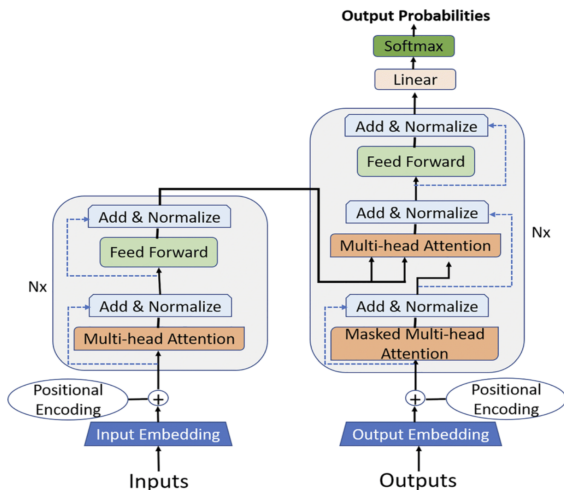 Output Probabilities
Softmax
Linear
Add & Normalize
Feed Forward
Add & Normalize
Multi-head Attention
Nx
Add & Normalize
Masked Multi-head
Attention
Positional
Encoding
Output Embedding
Outputs
Add & Normalize
Feed Forward
Nx
Add & Normalize
Multi-head Attention
Positional
Encoding
Input Embedding
Inputs